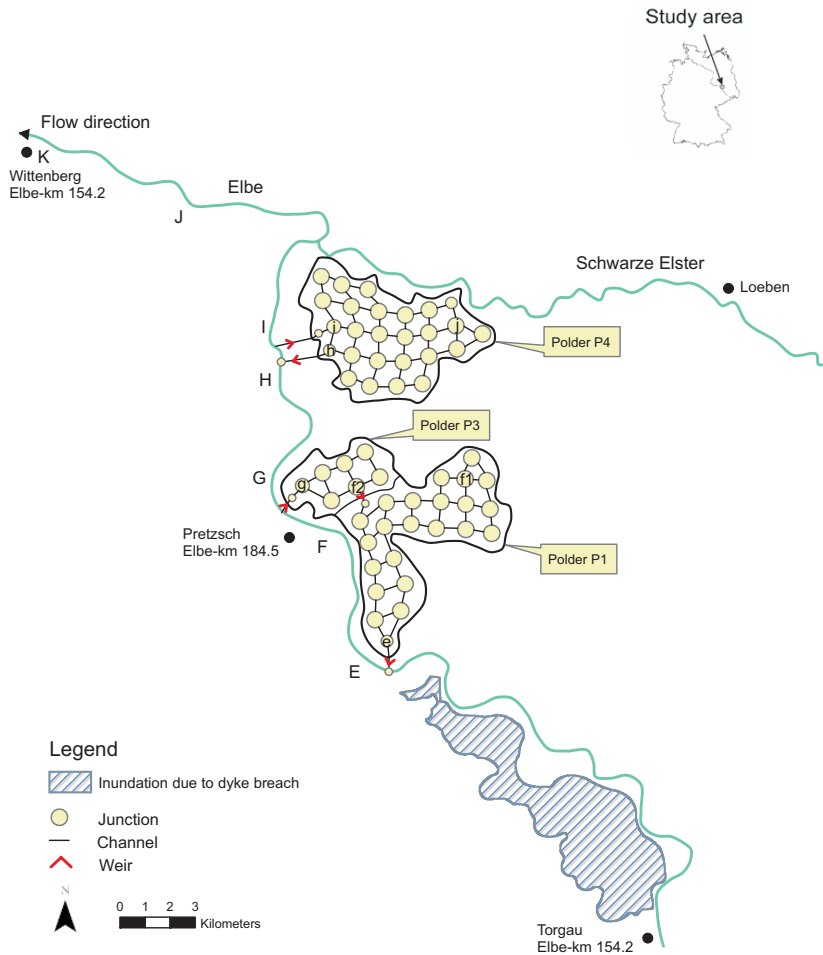 Study area
Flow direction
K
Wittenberg
Elbe-km 154.2
Elbe
J
Schwarze Elster
Loeben
I
i
j
h
H
Polder P4
Polder P3
G
g
f2
f1
Pretzsch
Elbe-km 184.5
F
Polder P1
e
E
Legend
Inundation due to dyke breach
Junction
Channel
Weir
N
0 1 2 3
Kilometers
Torgau
Elbe-km 154.2